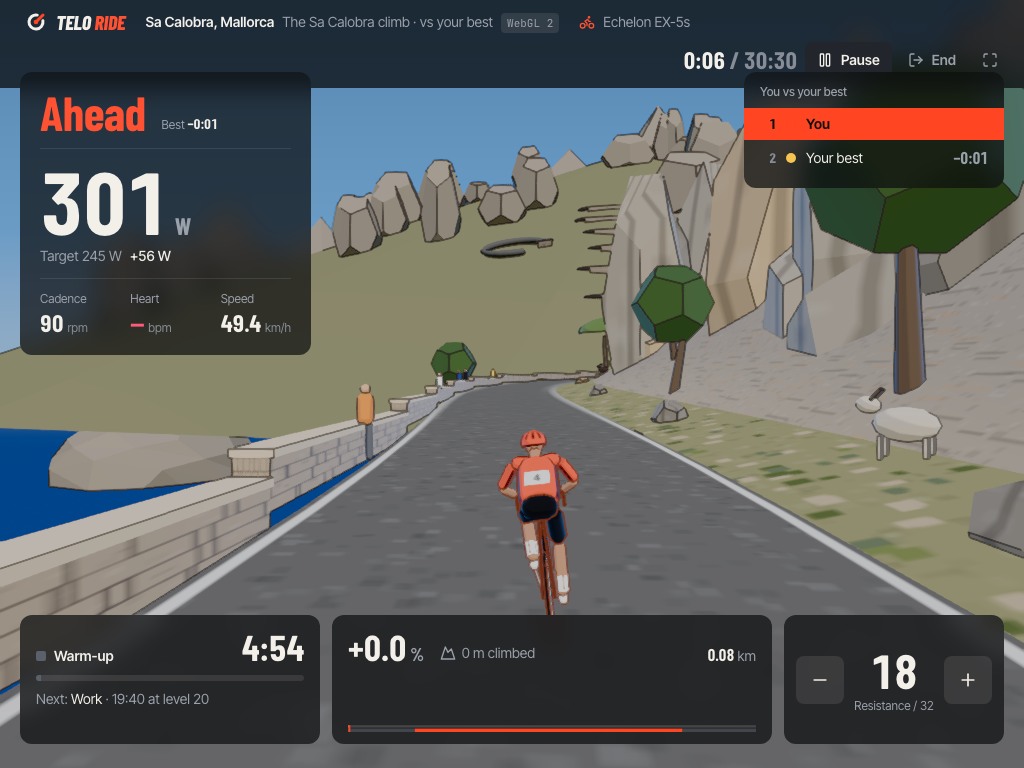 TELO RIDE Sa Calobra, Mallorca The Sa Calobra climb · vs your best WebGL 2 Echelon EX-5s
0:06 / 30:30 Pause End
Ahead Best −0:01
301 W
Target 245 W +56 W
Cadence Heart Speed
90 rpm – bpm 49.4 km/h
You vs your best
1 You
2 Your best −0:01
4
Warm-up 4:54
Next: Work · 19:40 at level 20
+0.0 % 0 m climbed 0.08 km
− 18 +
Resistance / 32